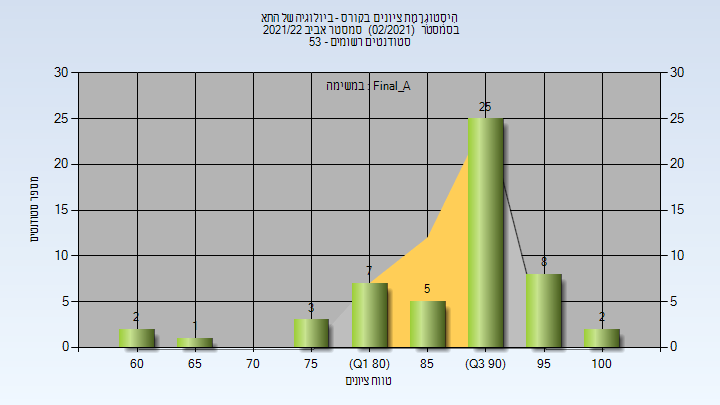 היסטוגרמת ציונים בקורס - ביולוגיה של התא
בסמסטר (02/2021) סמסטר אביב 2021/22
סטודנטים רשומים - 53
במשימה : Final_A
מספר סטודנטים
30 30
25 25
20 20
15 15
10 10
5 5
0 0
2 1 3 7 5 25 8 2
60 65 70 75 (Q1 80) 85 (Q3 90) 95 100
טווח ציונים